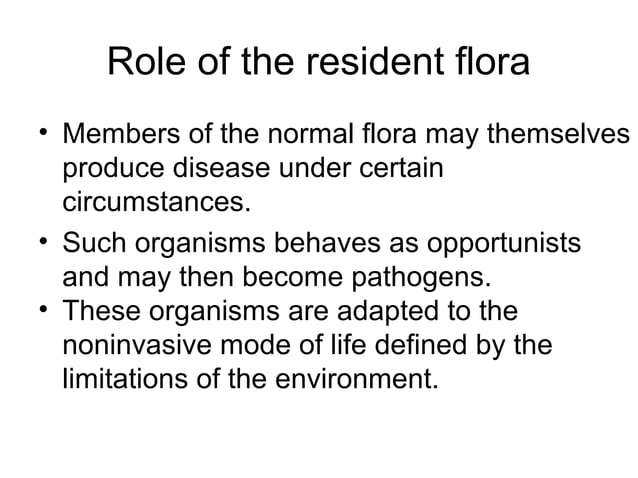 Role of the resident flora
• Members of the normal flora may themselves
produce disease under certain
circumstances.
• Such organisms behaves as opportunists
and may then become pathogens.
• These organisms are adapted to the
noninvasive mode of life defined by the
limitations of the environment.